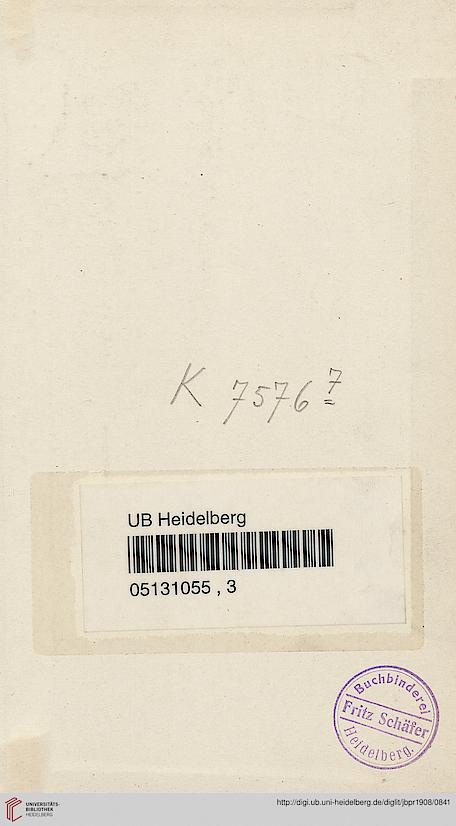 K 7576 7
UB Heidelberg
05131055 , 3
Buchbinderei
Fritz Schäfer
Heidelberg.
UNIVERSITÄTS-
BIBLIOTHEK
HEIDELBERG
http://digi.ub.uni-heidelberg.de/diglit/jbpr1908/0841